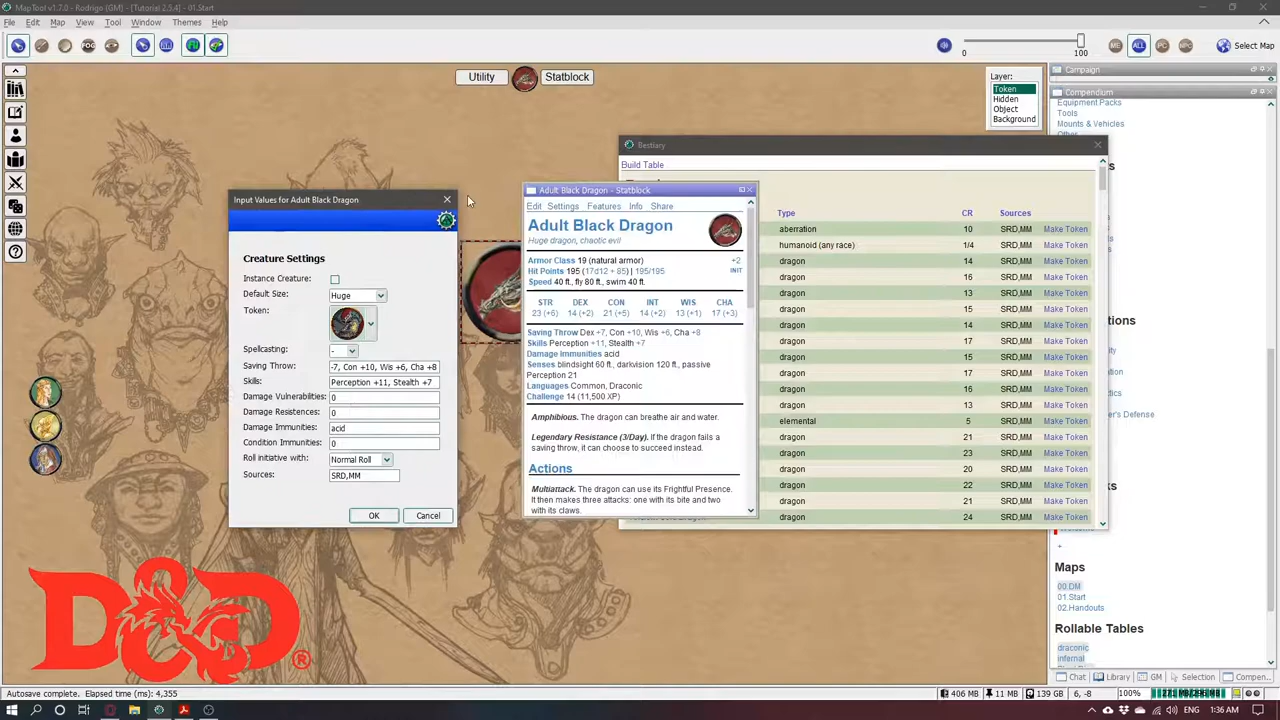 MapTool v1.7.0 - Rodrigo (GM) - [Tutorial 2.5.4] - 01.Start
File Edit Map View Tool Window Themes Help
FOG
0
100
ME
ALL
PC
NPC
Select Map
Utility
Statblock
Layer:
Token
Hidden
Object
Background
Campaign
Compendium
Equipment Packs
Tools
Mounts & Vehicles
Bestiary
Build Table
Type CR Sources
aberration 10 SRD,MM Make Token
humanoid (any race) 1/4 SRD,MM Make Token
dragon 14 SRD,MM Make Token
dragon 16 SRD,MM Make Token
dragon 13 SRD,MM Make Token
dragon 15 SRD,MM Make Token
dragon 14 SRD,MM Make Token
dragon 17 SRD,MM Make Token
dragon 15 SRD,MM Make Token
dragon 17 SRD,MM Make Token
dragon 16 SRD,MM Make Token
dragon 13 SRD,MM Make Token
elemental 5 SRD,MM Make Token
dragon 21 SRD,MM Make Token
dragon 23 SRD,MM Make Token
dragon 20 SRD,MM Make Token
dragon 22 SRD,MM Make Token
dragon 21 SRD,MM Make Token
dragon 24 SRD,MM Make Token
Adult Black Dragon - Statblock
Edit Settings Features Info Share
Adult Black Dragon
Huge dragon, chaotic evil
Armor Class 19 (natural armor)
+2
Hit Points 195 (17d12 + 85) | 195/195
INIT
Speed 40 ft., fly 80 ft., swim 40 ft.
STR DEX CON INT WIS CHA
23 (+6) 14 (+2) 21 (+5) 14 (+2) 13 (+1) 17 (+3)
Saving Throw Dex +7, Con +10, Wis +6, Cha +8
Skills Perception +11, Stealth +7
Damage Immunities acid
Senses blindsight 60 ft., darkvision 120 ft., passive
Perception 21
Languages Common, Draconic
Challenge 14 (11,500 XP)
Amphibious. The dragon can breathe air and water.
Legendary Resistance (3/Day). If the dragon fails a
saving throw, it can choose to succeed instead.
Actions
Multiattack. The dragon can use its Frightful Presence.
It then makes three attacks: one with its bite and two
with its claws.
Input Values for Adult Black Dragon
Creature Settings
Instance Creature:
Default Size: Huge
Token:
Spellcasting: -
Saving Throw: -7, Con +10, Wis +6, Cha +8
Skills: Perception +11, Stealth +7
Damage Vulnerabilities: 0
Damage Resistences: 0
Damage Immunities: acid
Condition Immunities: 0
Roll initiative with: Normal Roll
Sources: SRD,MM
OK Cancel
D&D®
+
Maps
00.DM
01.Start
02.Handouts
Rollable Tables
draconic
infernal
Chat Library GM Selection Compen...
Autosave complete. Elapsed time (ms): 4,355
406 MB 11 MB 139 GB 6, -8 100%
ENG 1:36 AM